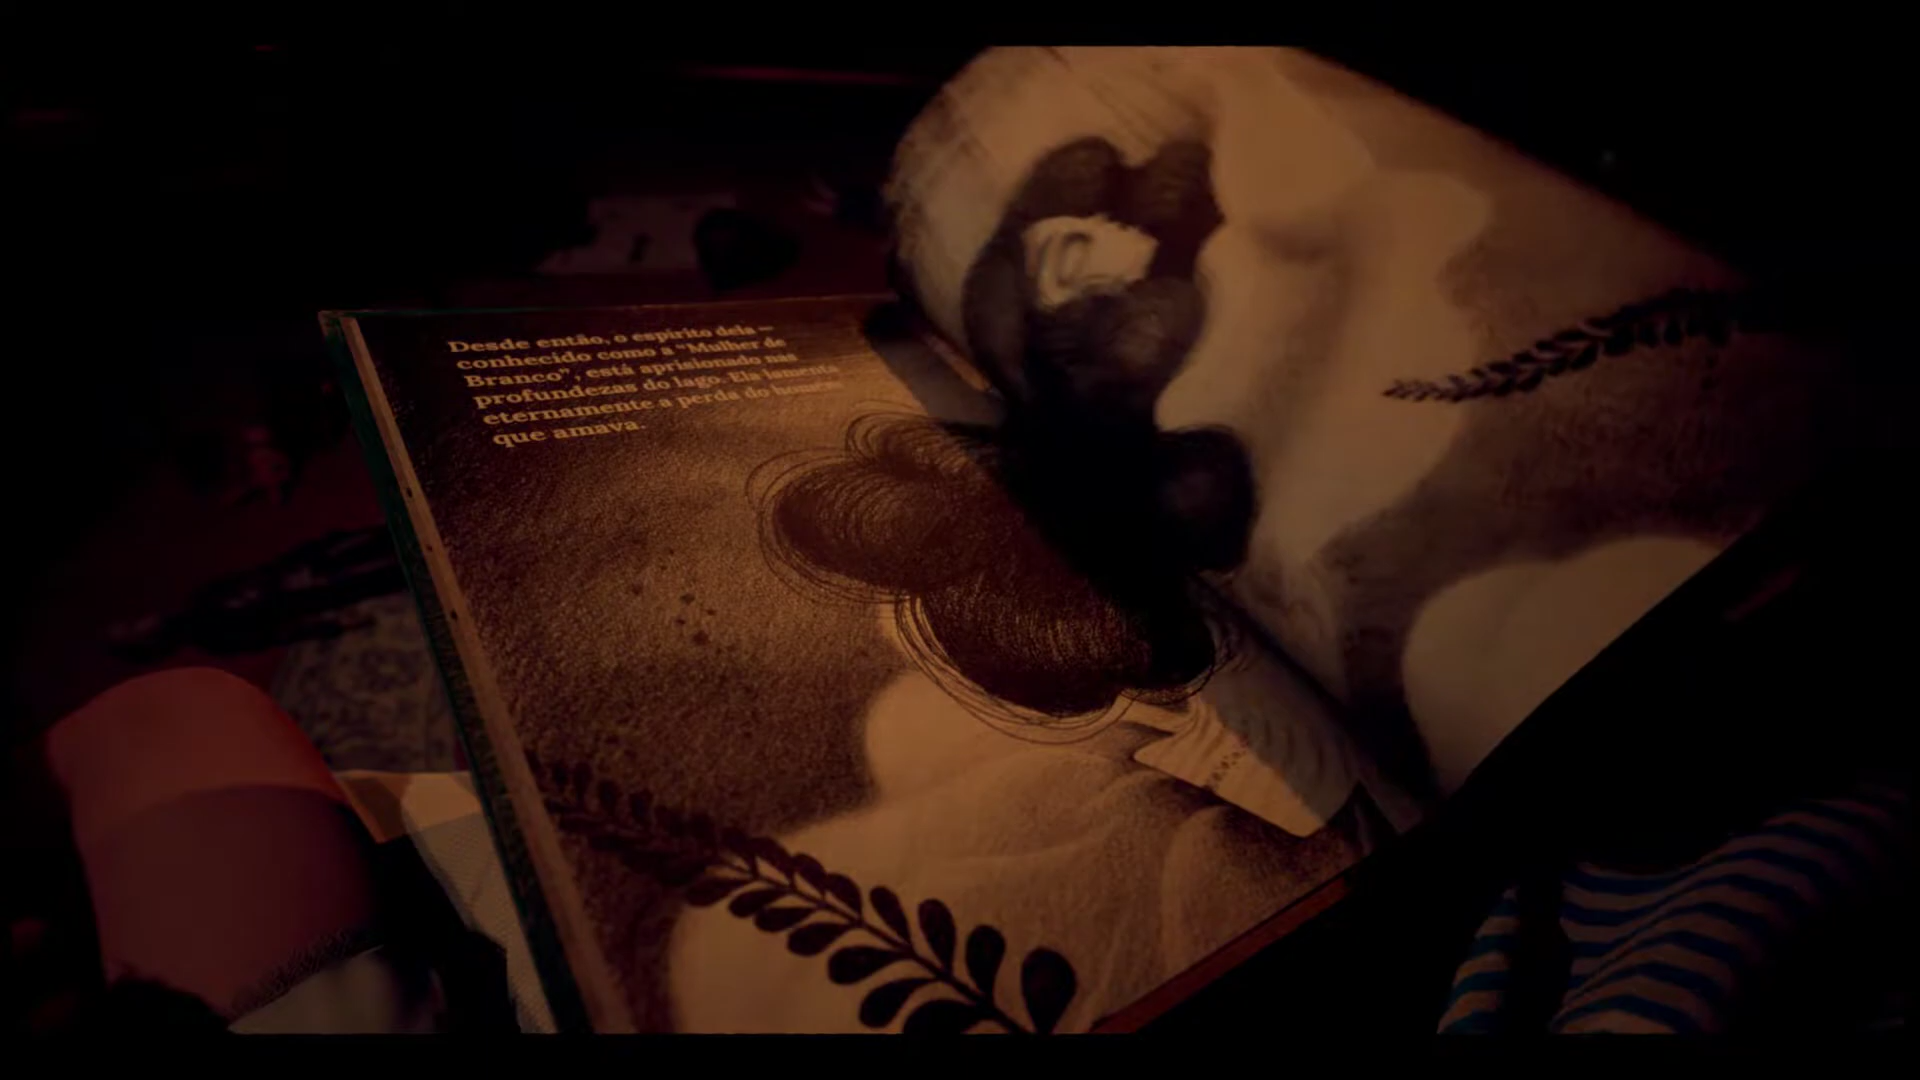 Desde então, o espírito dela —
conhecido como a "Mulher de
Branco", está aprisionado nas
profundezas do lago. Ela lamenta
eternamente a perda do homem
que amava.